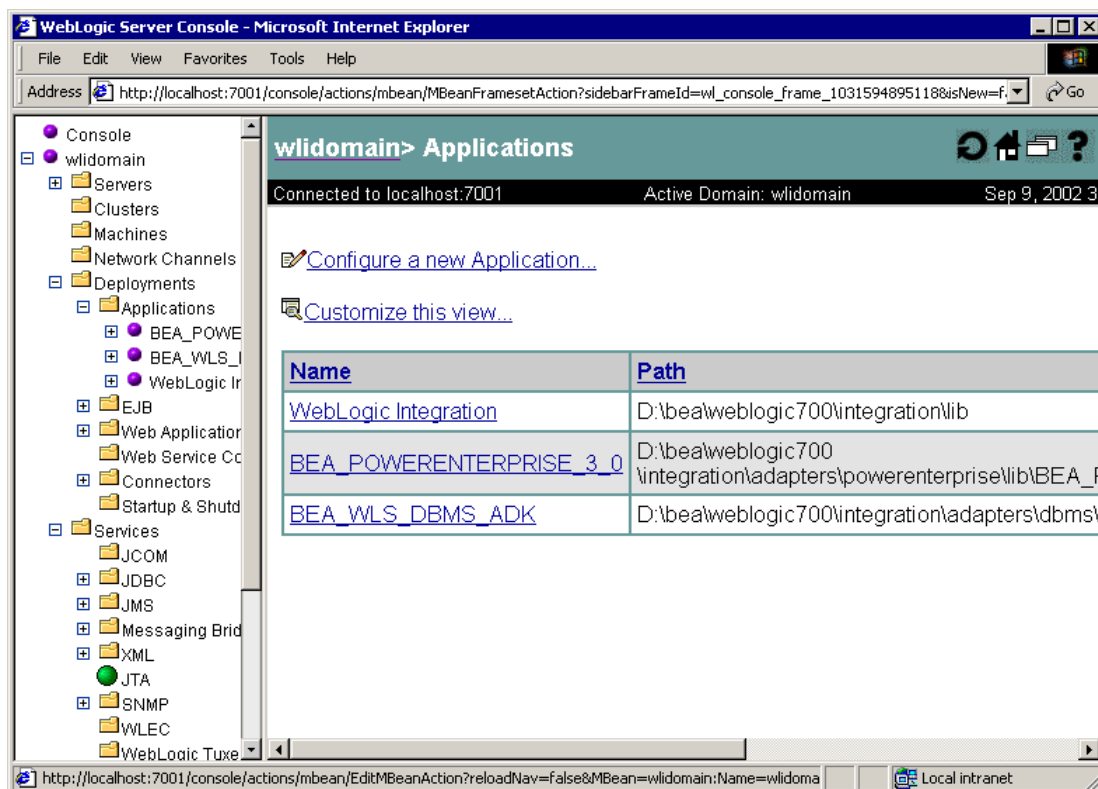 WebLogic Server Console - Microsoft Internet Explorer
File Edit View Favorites Tools Help
Address http://localhost:7001/console/actions/mbean/MBeanFramesetAction?sidebarFrameId=wl_console_frame_1031594895118&isNew=f Go
Console
wlidomain
Servers
Clusters
Machines
Network Channels
Deployments
Applications
BEA_POWE
BEA_WLS_
WebLogic
EJB
Web Application
Web Service Co
Connectors
Startup & Shutd
Services
JCOM
JDBC
JMS
Messaging Brid
XML
JTA
SNMP
WLEC
WebLogic Tuxe
wlidomain> Applications
Connected to localhost:7001 Active Domain: wlidomain Sep 9, 2002 3
Configure a new Application...
Customize this view...
Name Path
WebLogic Integration D:\bea\weblogic700\integration\lib
BEA_POWERENTERPRISE_3_0 D:\bea\weblogic700
\integration\adapters\powerenterprise\lib\BEA_
BEA_WLS_DBMS_ADK D:\bea\weblogic700\integration\adapters\dbms\
http://localhost:7001/console/actions/mbean/EditMBeanAction?reloadNav=false&MBean=wlidomain:Name=wlidoma Local intranet